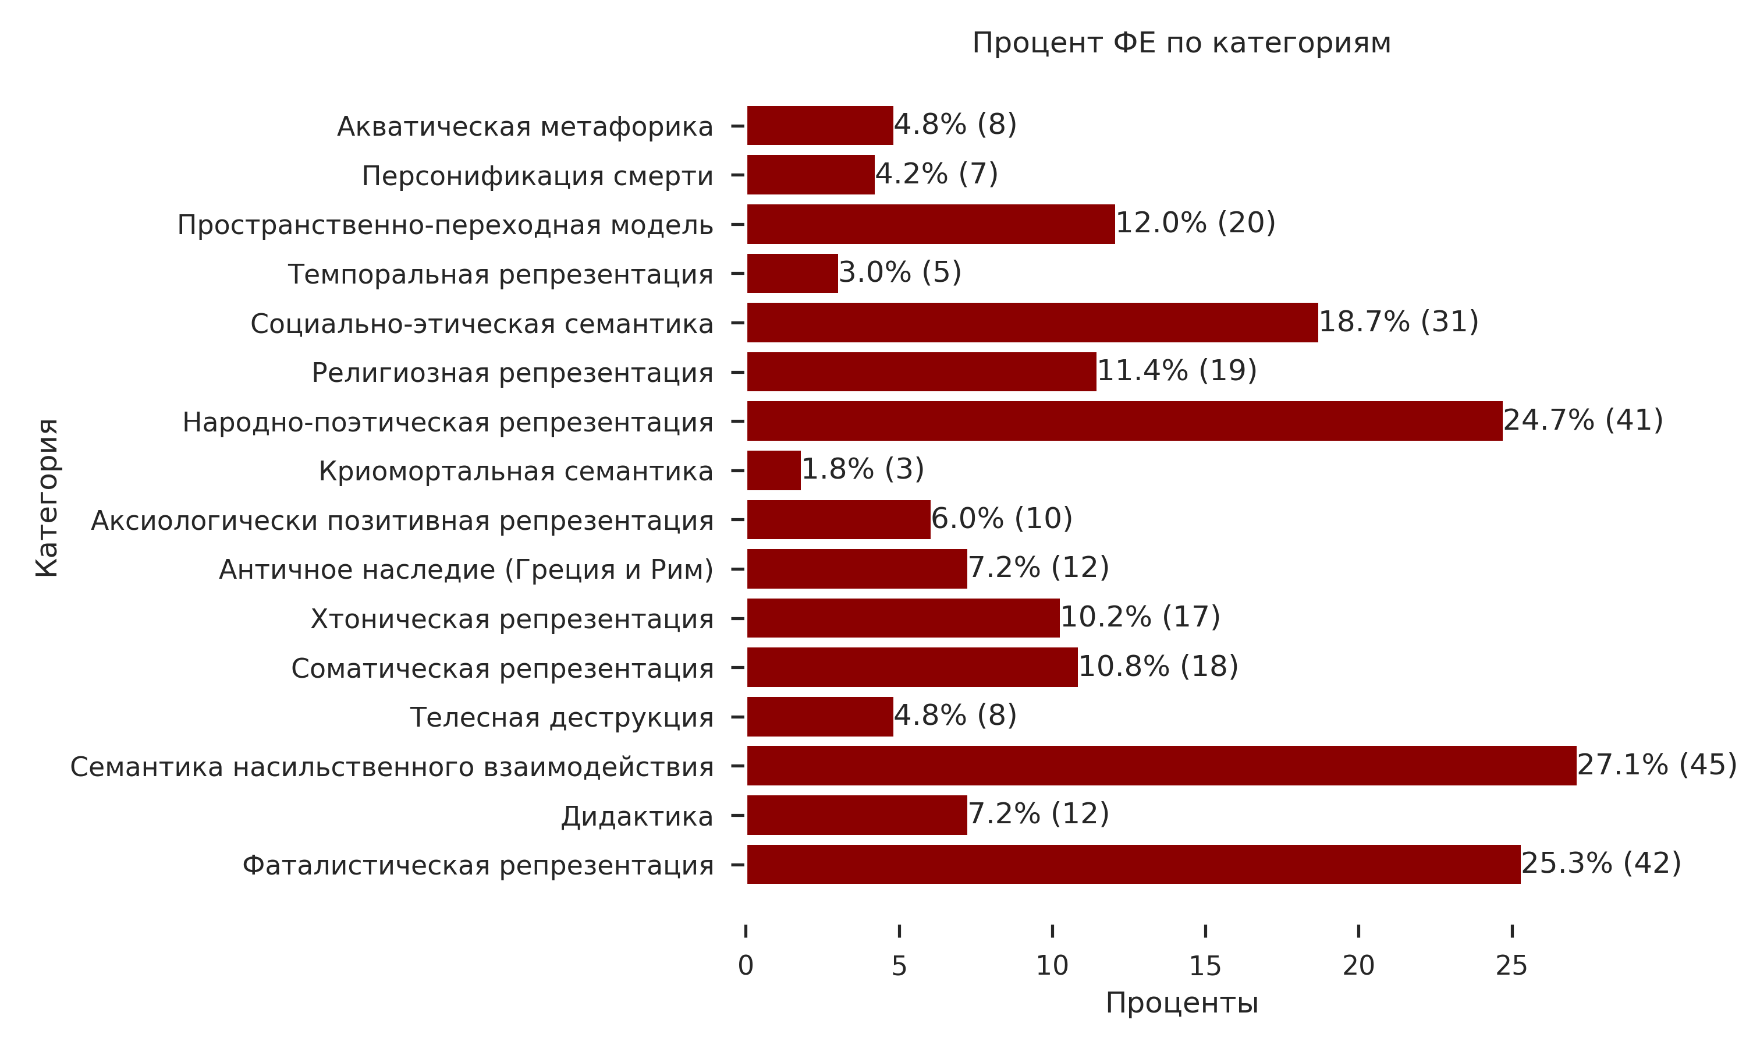 Процент ФЕ по категориям
Акватическая метафорика 4.8% (8)
Персонификация смерти 4.2% (7)
Пространственно-переходная модель 12.0% (20)
Темпоральная репрезентация 3.0% (5)
Социально-этическая семантика 18.7% (31)
Религиозная репрезентация 11.4% (19)
Народно-поэтическая репрезентация 24.7% (41)
Криомортальная семантика 1.8% (3)
Аксиологически позитивная репрезентация 6.0% (10)
Античное наследие (Греция и Рим) 7.2% (12)
Хтоническая репрезентация 10.2% (17)
Соматическая репрезентация 10.8% (18)
Телесная деструкция 4.8% (8)
Семантика насильственного взаимодействия 27.1% (45)
Дидактика 7.2% (12)
Фаталистическая репрезентация 25.3% (42)
Категория
0 5 10 15 20 25
Проценты